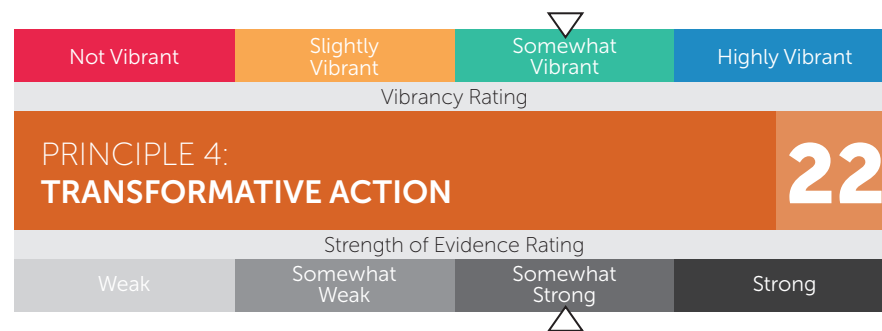 Not Vibrant
Slightly
Vibrant
Somewhat
Vibrant
Highly Vibrant
Vibrancy Rating
PRINCIPLE 4:
TRANSFORMATIVE ACTION
22
Strength of Evidence Rating
Weak
Somewhat
Weak
Somewhat
Strong
Strong